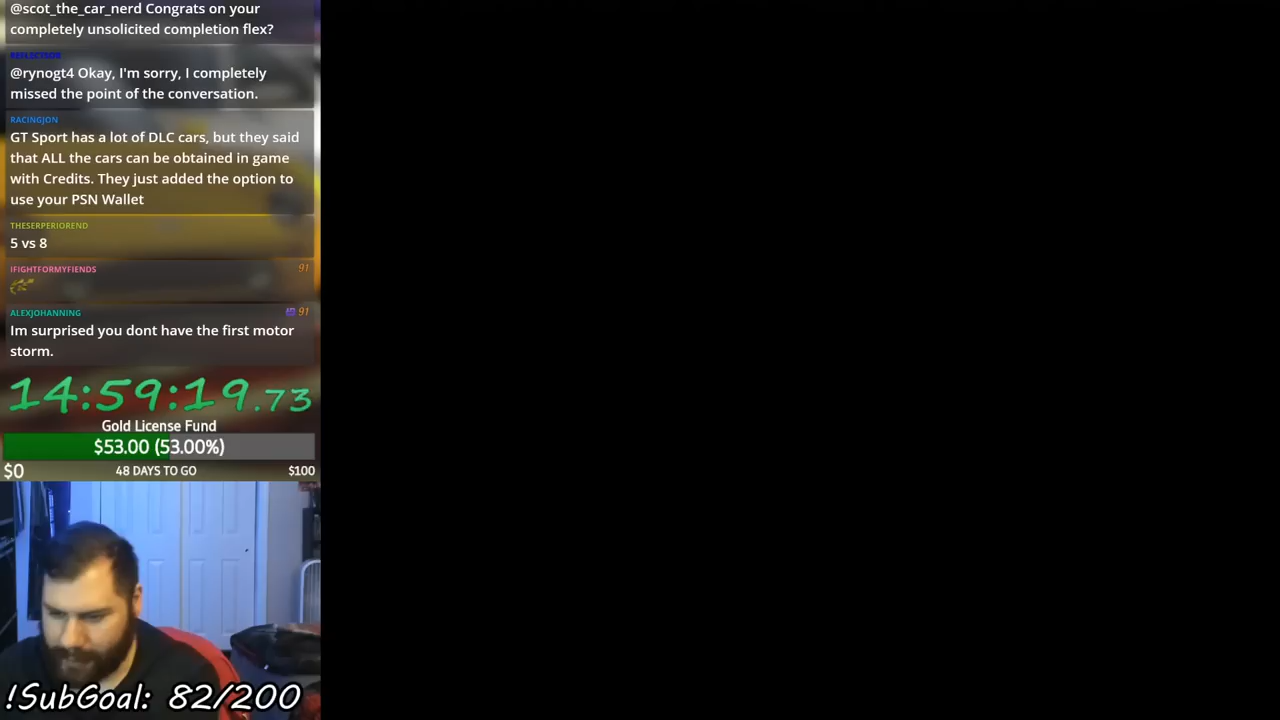 @scot_the_car_nerd Congrats on your
completely unsolicited completion flex?
REFLECTSON
@rynogt4 Okay, I'm sorry, I completely
missed the point of the conversation.
RACINGJON
GT Sport has a lot of DLC cars, but they said
that ALL the cars can be obtained in game
with Credits. They just added the option to
use your PSN Wallet
THESERPERIOREND
5 vs 8
IFIGHTFORMYFIENDS 91
ALEXJOHANNING 91
Im surprised you dont have the first motor
storm.
14:59:19.73
Gold License Fund
$53.00 (53.00%)
$0 48 DAYS TO GO $100
!SubGoal: 82/200